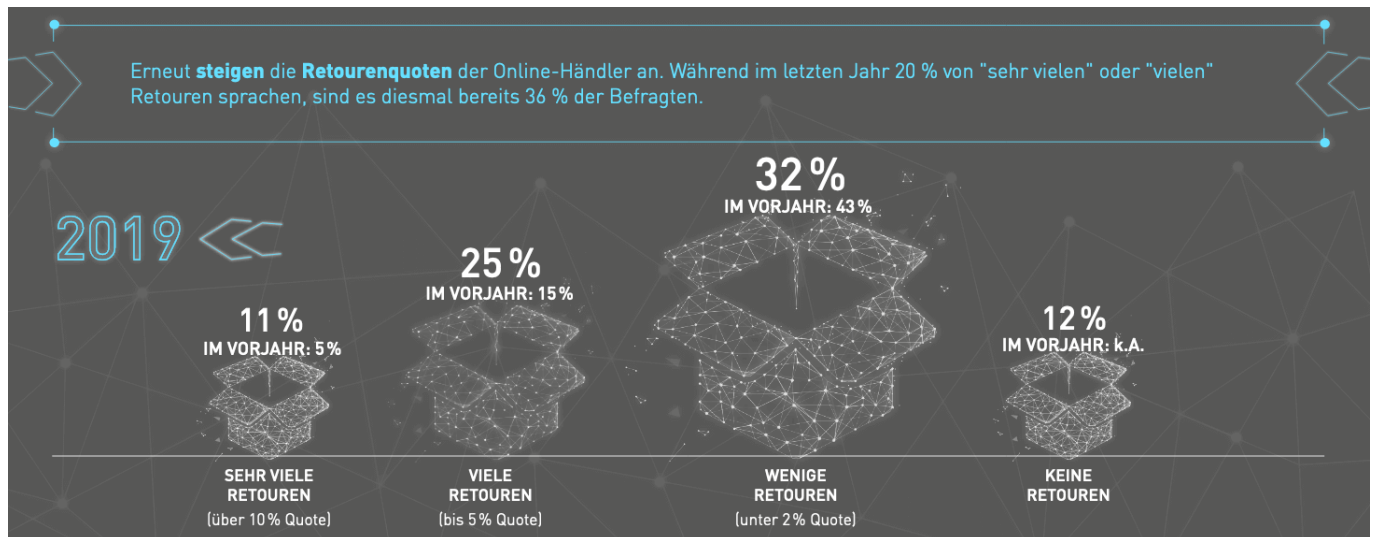 Erneut steigen die Retourenquoten der Online-Händler an. Während im letzten Jahr 20 % von "sehr vielen" oder "vielen"
Retouren sprachen, sind es diesmal bereits 36 % der Befragten.
2019
11 %
IM VORJAHR: 5 %
SEHR VIELE
RETOUREN
(über 10 % Quote)
25 %
IM VORJAHR: 15 %
VIELE
RETOUREN
(bis 5 % Quote)
32 %
IM VORJAHR: 43 %
WENIGE
RETOUREN
(unter 2 % Quote)
12 %
IM VORJAHR: k.A.
KEINE
RETOUREN